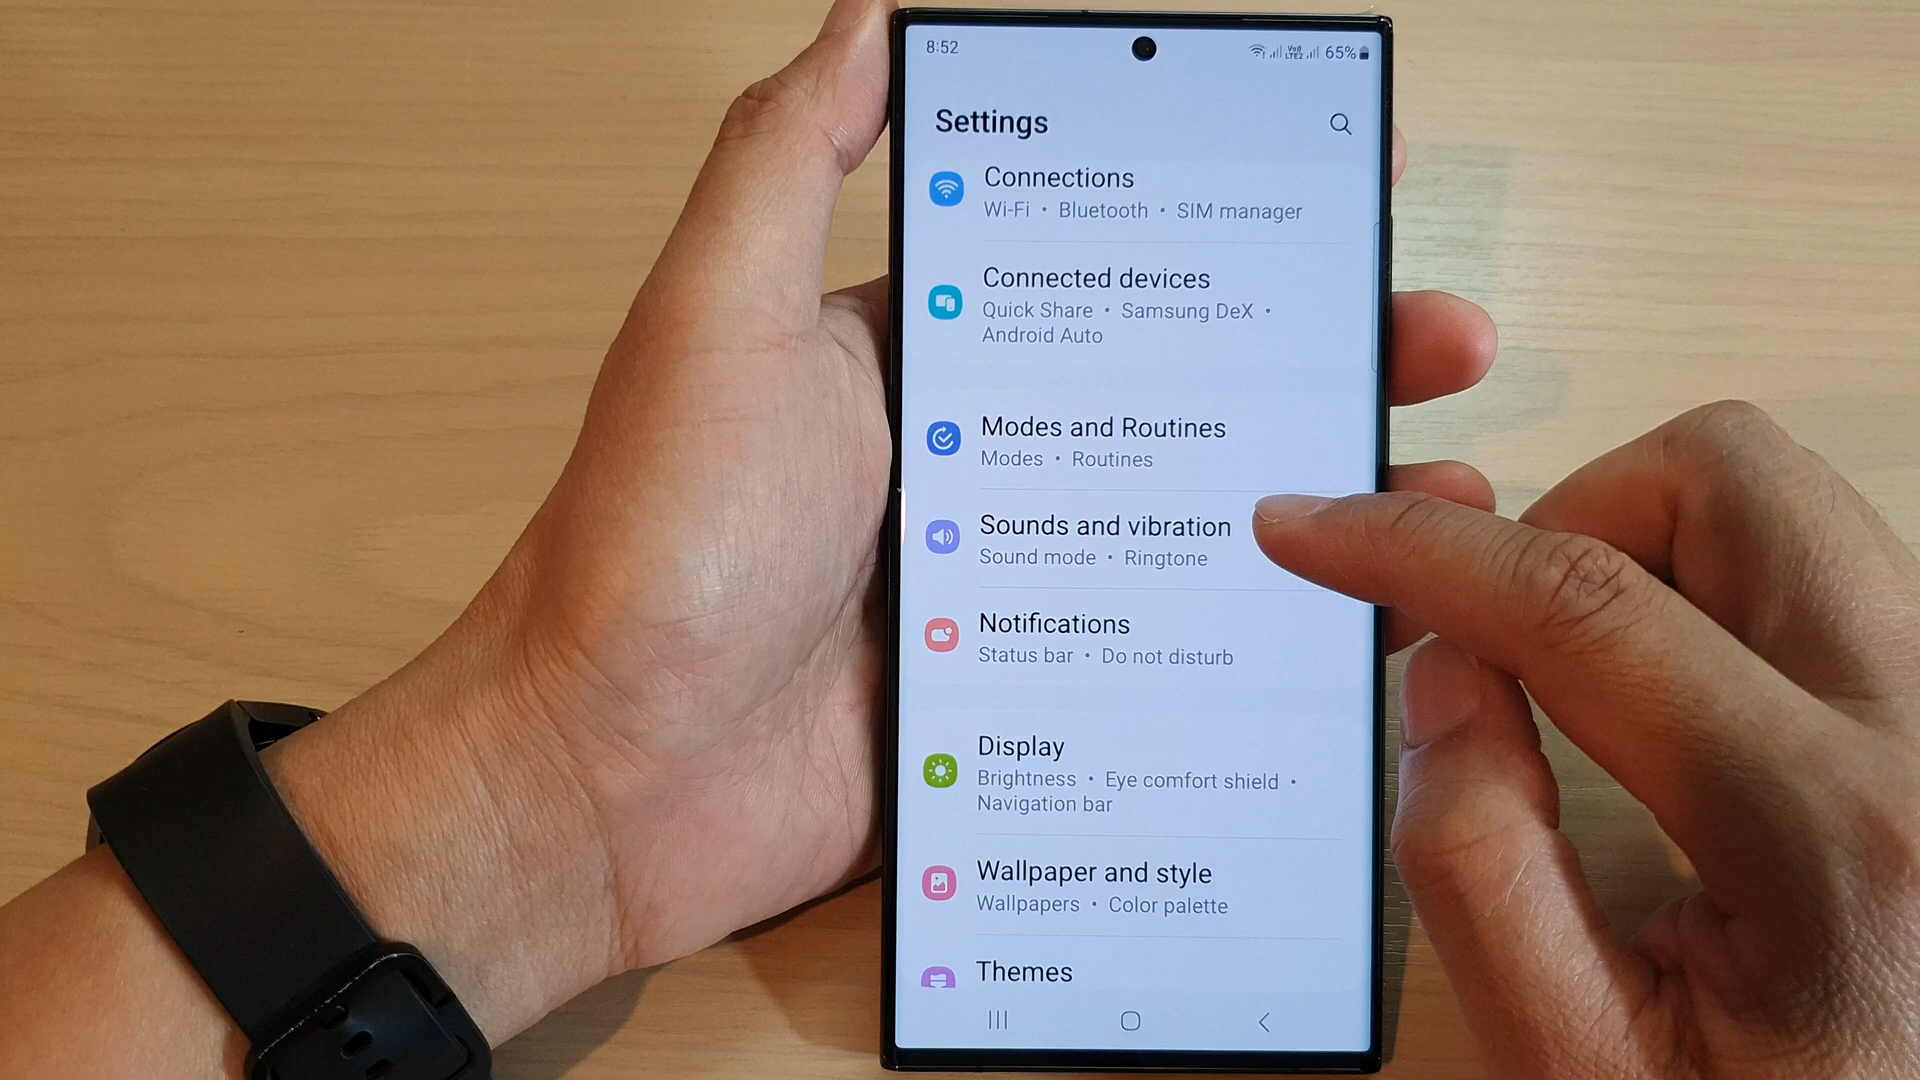 8:52
Vo)) LTE2 65%
Settings
Connections
Wi-Fi • Bluetooth • SIM manager
Connected devices
Quick Share • Samsung DeX •
Android Auto
Modes and Routines
Modes • Routines
Sounds and vibration
Sound mode • Ringtone
Notifications
Status bar • Do not disturb
Display
Brightness • Eye comfort shield •
Navigation bar
Wallpaper and style
Wallpapers • Color palette
Themes